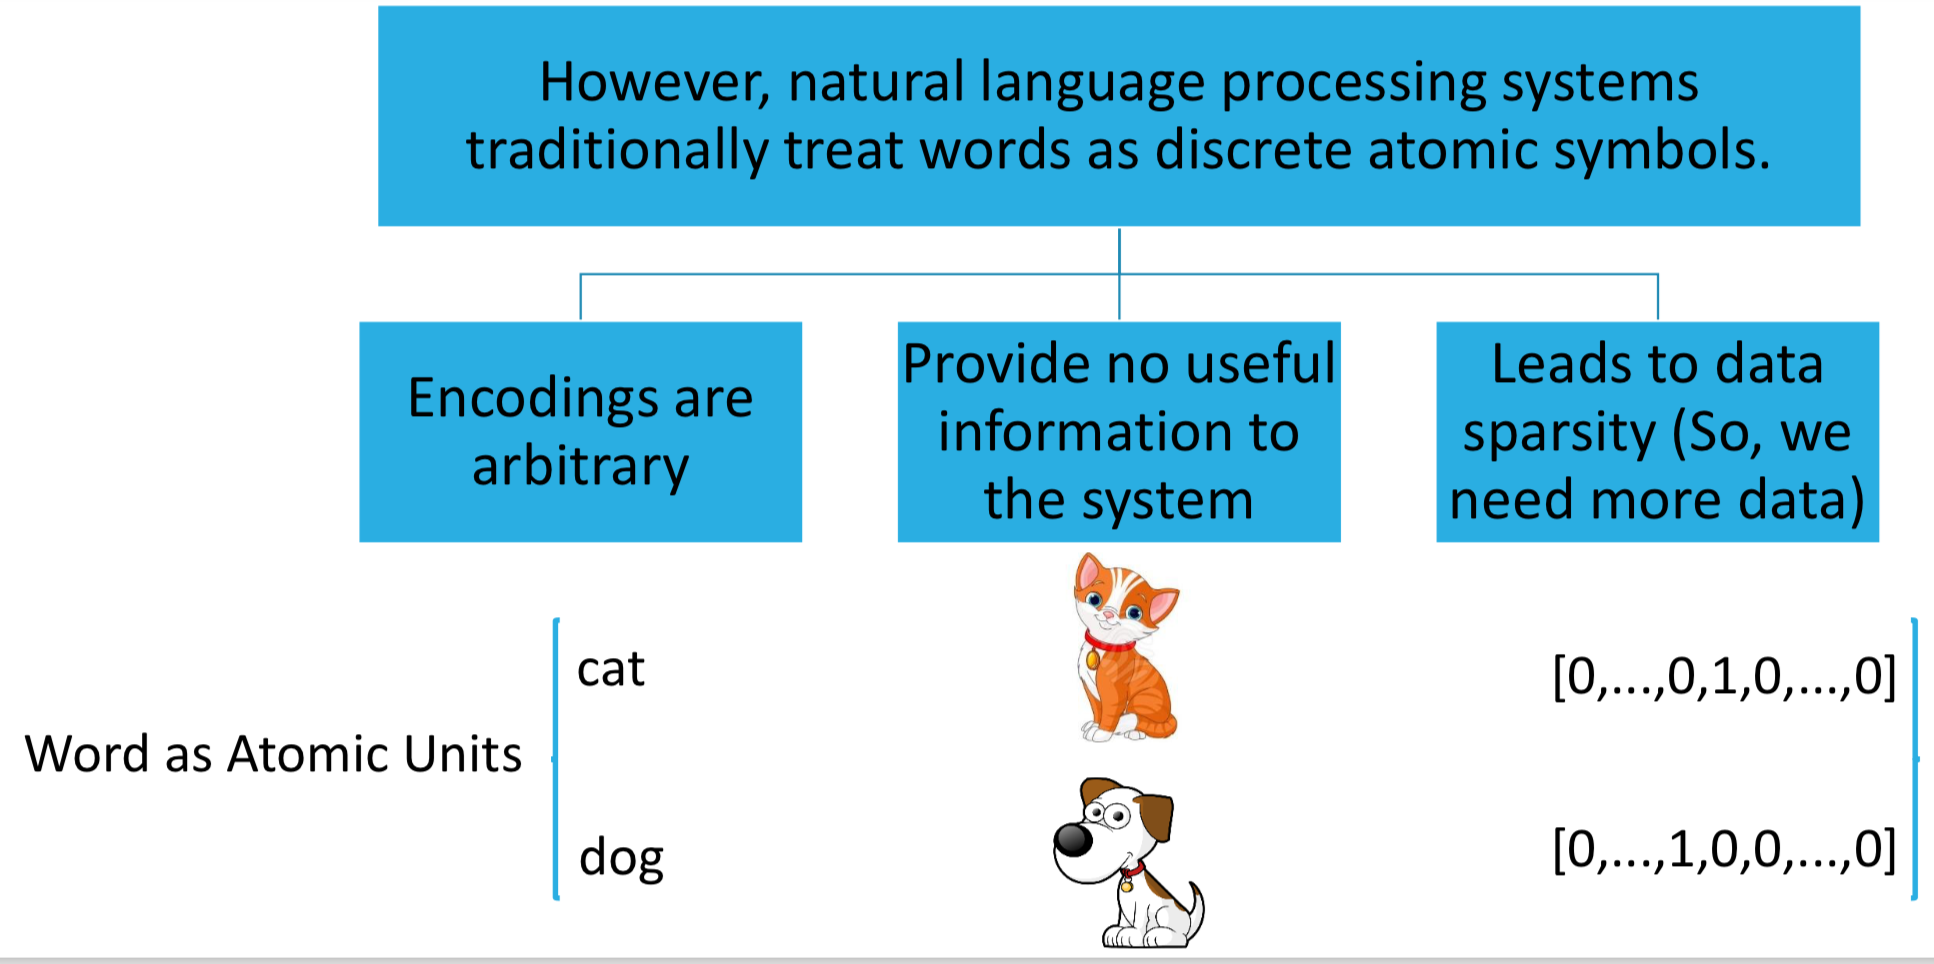 However, natural language processing systems
traditionally treat words as discrete atomic symbols.
Encodings are
arbitrary
Provide no useful
information to
the system
Leads to data
sparsity (So, we
need more data)
Word as Atomic Units
cat
[0,...,0,1,0,...,0]
dog
[0,...,1,0,0,...,0]